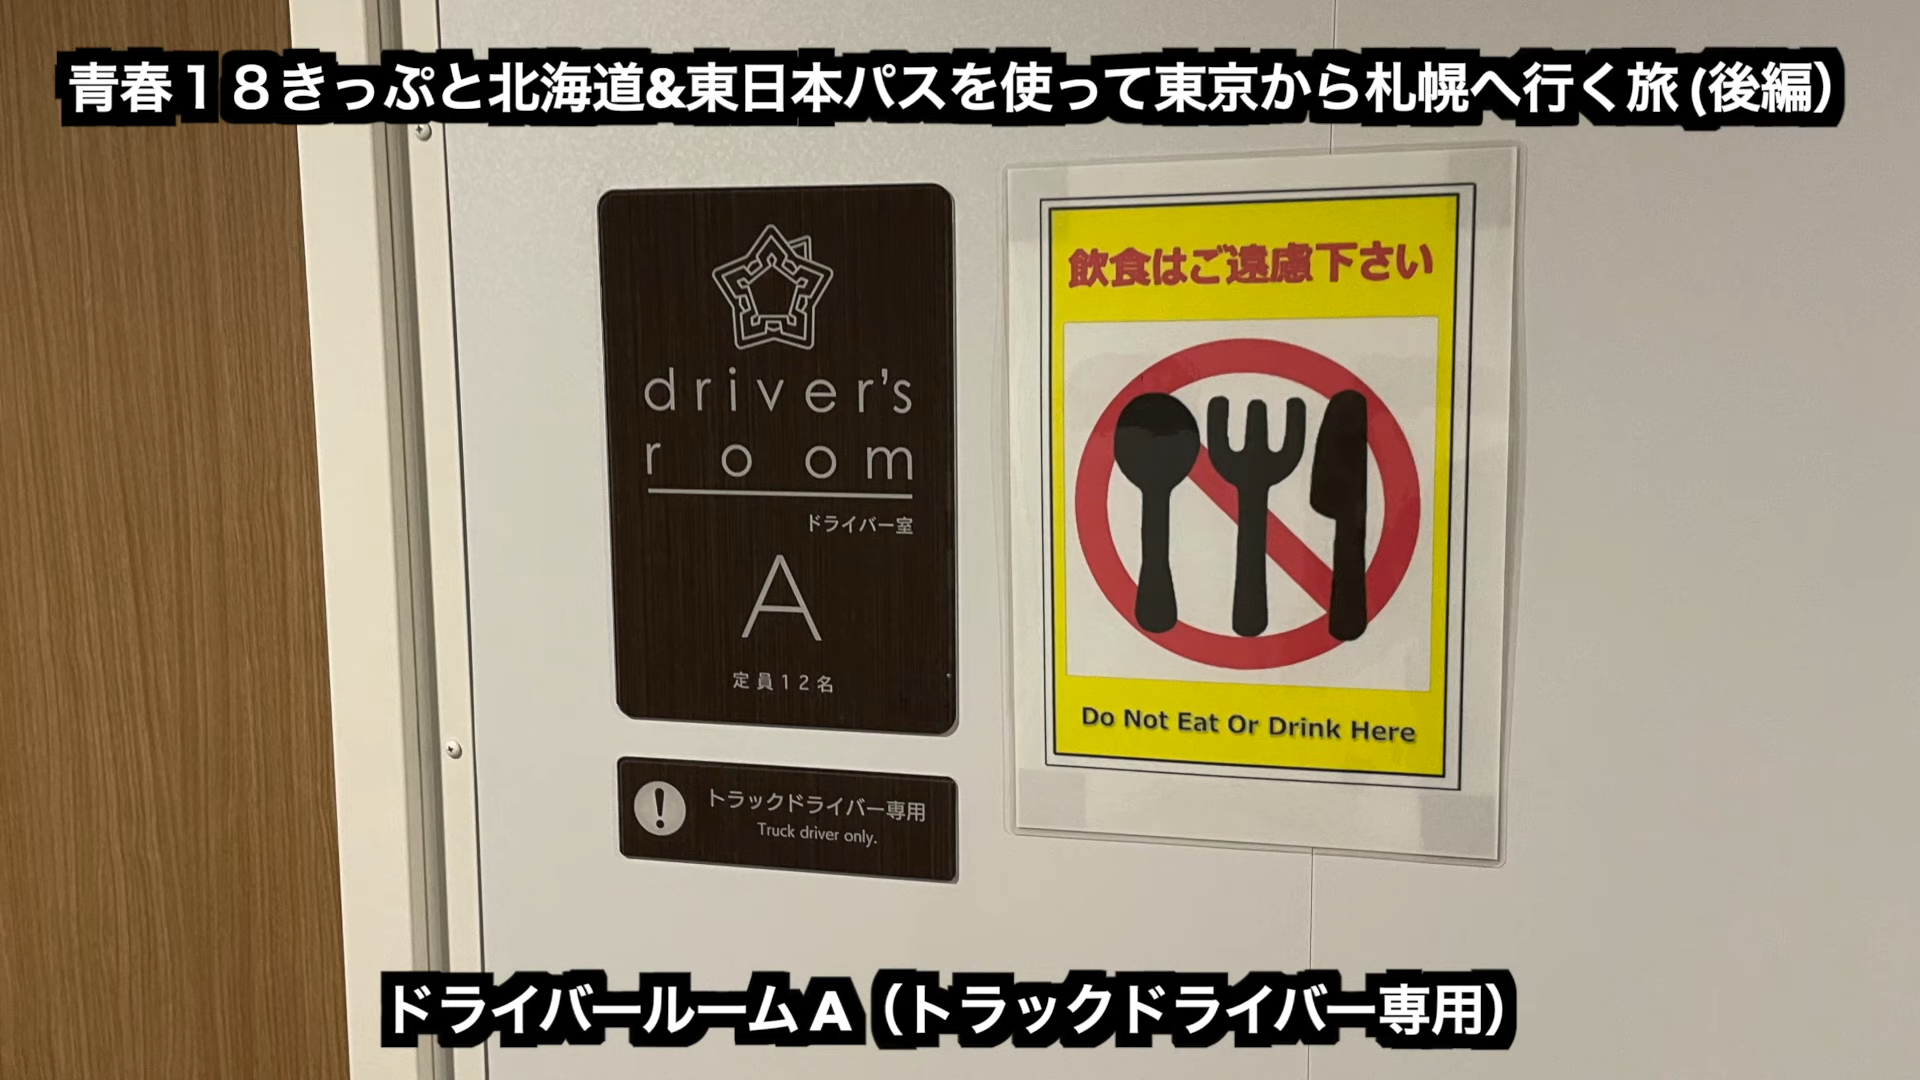 青春１８きっぷと北海道&東日本パスを使って東京から札幌へ行く旅(後編）
driver's
room
ドライバー室
A
定員12名
トラックドライバー専用
Truck driver only.
飲食はご遠慮下さい
Do Not Eat Or Drink Here
ドライバールームA（トラックドライバー専用）